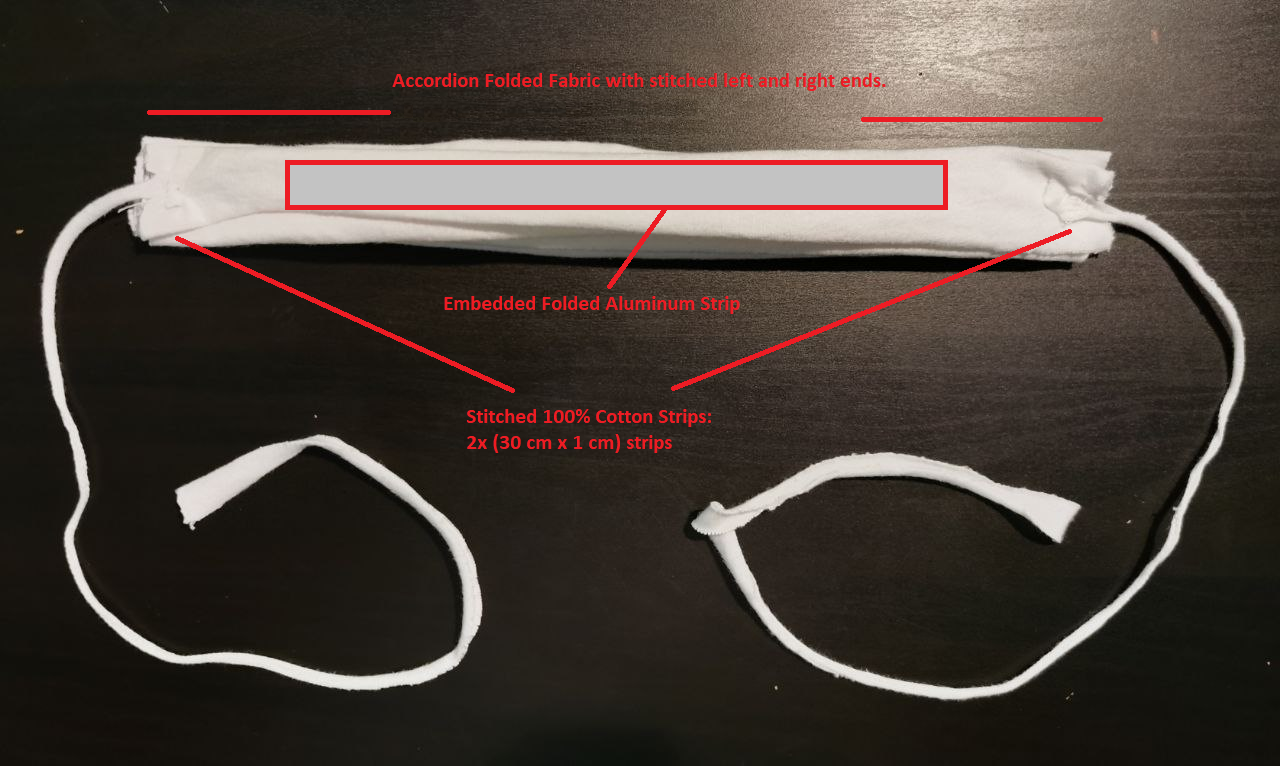 Accordion Folded Fabric with stitched left and right ends.
Embedded Folded Aluminum Strip
Stitched 100% Cotton Strips:
2x (30 cm x 1 cm) strips